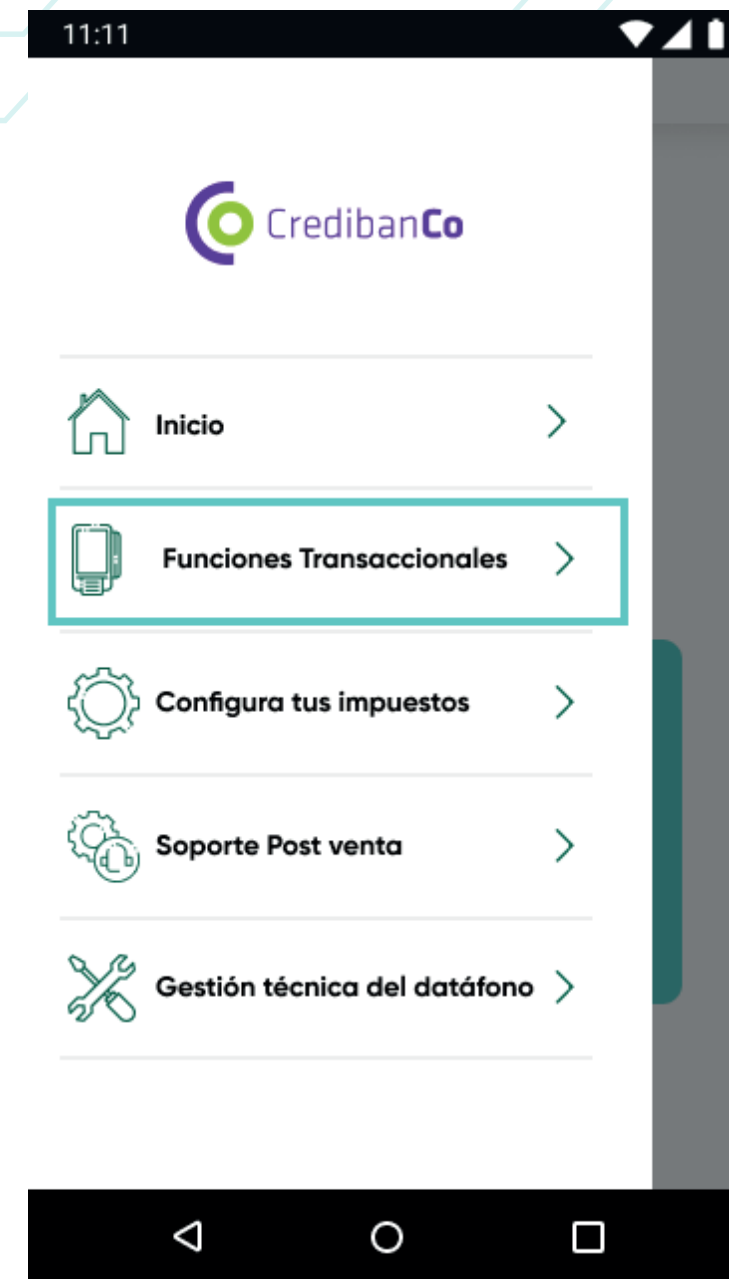 11:11
CredibanCo
Inicio
Funciones Transaccionales
Configura tus impuestos
Soporte Post venta
Gestión técnica del datáfono